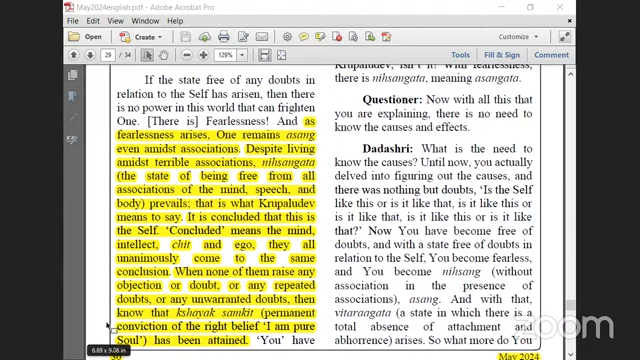 May2024english.pdf - Adobe Acrobat Pro
File Edit View Window Help
Open
Customize
29 / 34
129%
Tools Fill & Sign Comment
If the state free of any doubts in
relation to the Self has arisen, then there
is no power in this world that can frighten
One. [There is] Fearlessness! And as
fearlessness arises, One remains asang
even amidst associations. Despite living
amidst terrible associations, nihsangata
(the state of being free from all
associations of the mind, speech, and
body) prevails; that is what Krupaludev
means to say. It is concluded that this is
the Self. ‘Concluded’ means the mind,
intellect, chit and ego, they all
unanimously come to the same
conclusion. When none of them raise any
objection or doubt, or any repeated
doubts, or any unwarranted doubts, then
know that kshayak samkit (permanent
conviction of the right belief ‘I am pure
Soul’) has been attained. ‘You have
Krupaludev, isn't it? With fearlessness,
there is nihsangata, meaning asangata.
Questioner: Now with all this that
you are explaining, there is no need to
know the causes and effects.
Dadashri: What is the need to
know the causes? Until now, you actually
delved into figuring out the causes, and
there was nothing but doubts, ‘Is the Self
like this or is it like that, is it like this or
is it like that, is it like this or is it like
that?’ Now You have become free of
doubts, and with a state free of doubts in
relation to the Self, You become fearless,
and You become nihsang (without
association in the presence of
associations), asang. And with that,
vitaraagata (a state in which there is a
total absence of attachment and
abhorrence) arises. So what more do You
6.69 x 9.06 in
30
May 2024
zoom